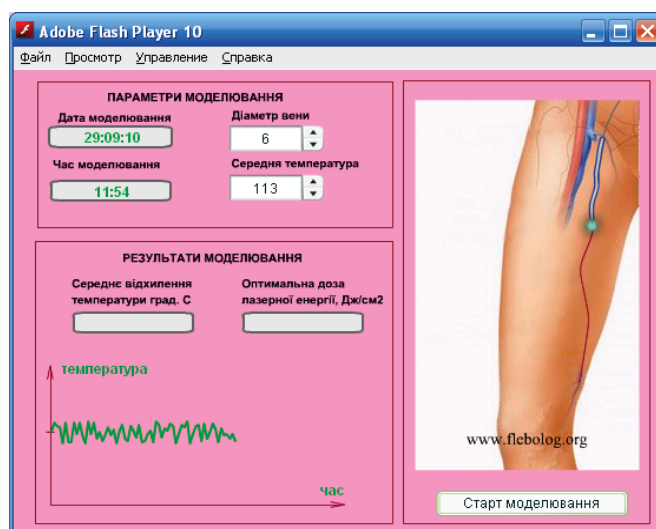 Adobe Flash Player 10
Файл Просмотр Управление Справка
ПАРАМЕТРИ МОДЕЛЮВАННЯ
Дата моделювання
29:09:10
Діаметр вени
6
Час моделювання
11:54
Середня температура
113
РЕЗУЛЬТАТИ МОДЕЛЮВАННЯ
Середнє відхилення
температури град. С
Оптимальна доза
лазерної енергії, Дж/см2
температура
час
www.flebolog.org
Старт моделювання